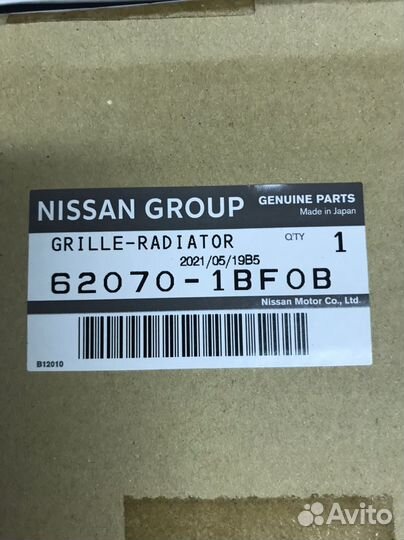 NISSAN GROUP
GENUINE PARTS
Made in Japan
GRILLE-RADIATOR
Q'TY 1
2021/05/19B5
62070-1BF0B
Nissan Motor Co., Ltd.
B12010
Avito